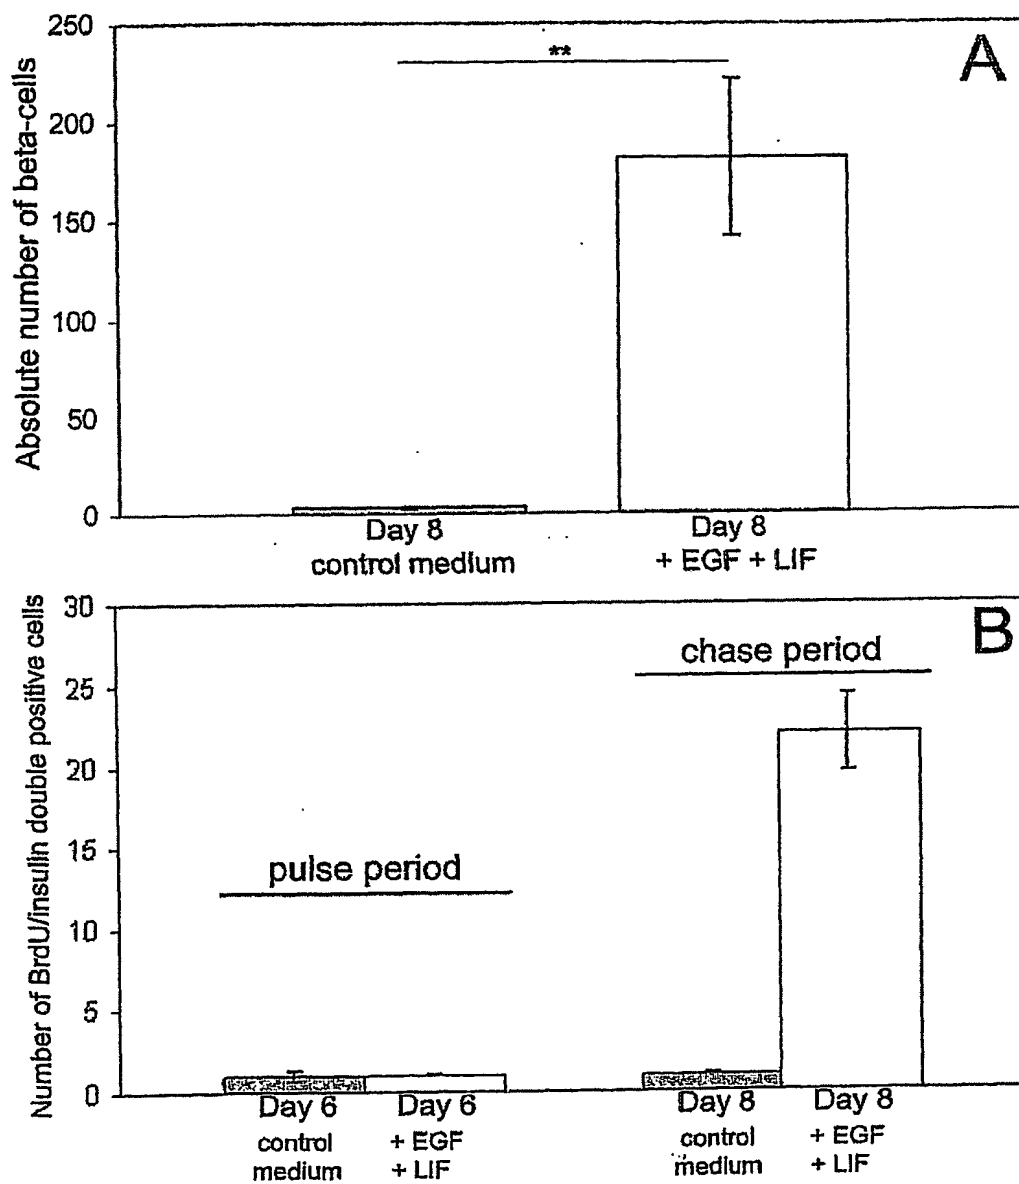 A
**
Absolute number of beta-cells
250
200
150
100
50
0
Day 8
control medium
Day 8
+ EGF + LIF
B
Number of BrdU/insulin double positive cells
30
25
20
15
10
5
0
pulse period
chase period
Day 6
control
medium
Day 6
+ EGF
+ LIF
Day 8
control
medium
Day 8
+ EGF
+ LIF